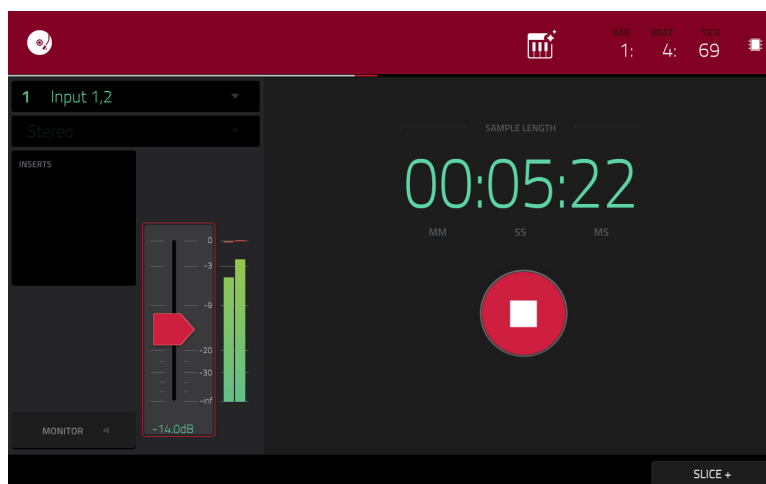 BAR BEAT TICK
1: 4: 69
1 Input 1,2
Stereo
SAMPLE LENGTH
INSERTS
00:05:22
MM SS MS
0
-3
-9
-20
-30
-inf
MONITOR
-14.0dB
SLICE +